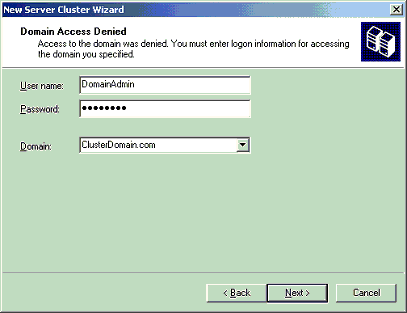 New Server Cluster Wizard
Domain Access Denied
Access to the domain was denied. You must enter logon information for accessing
the domain you specified.
User name: DomainAdmin
Password: ●●●●●●●●
Domain: ClusterDomain.com
< Back Next > Cancel